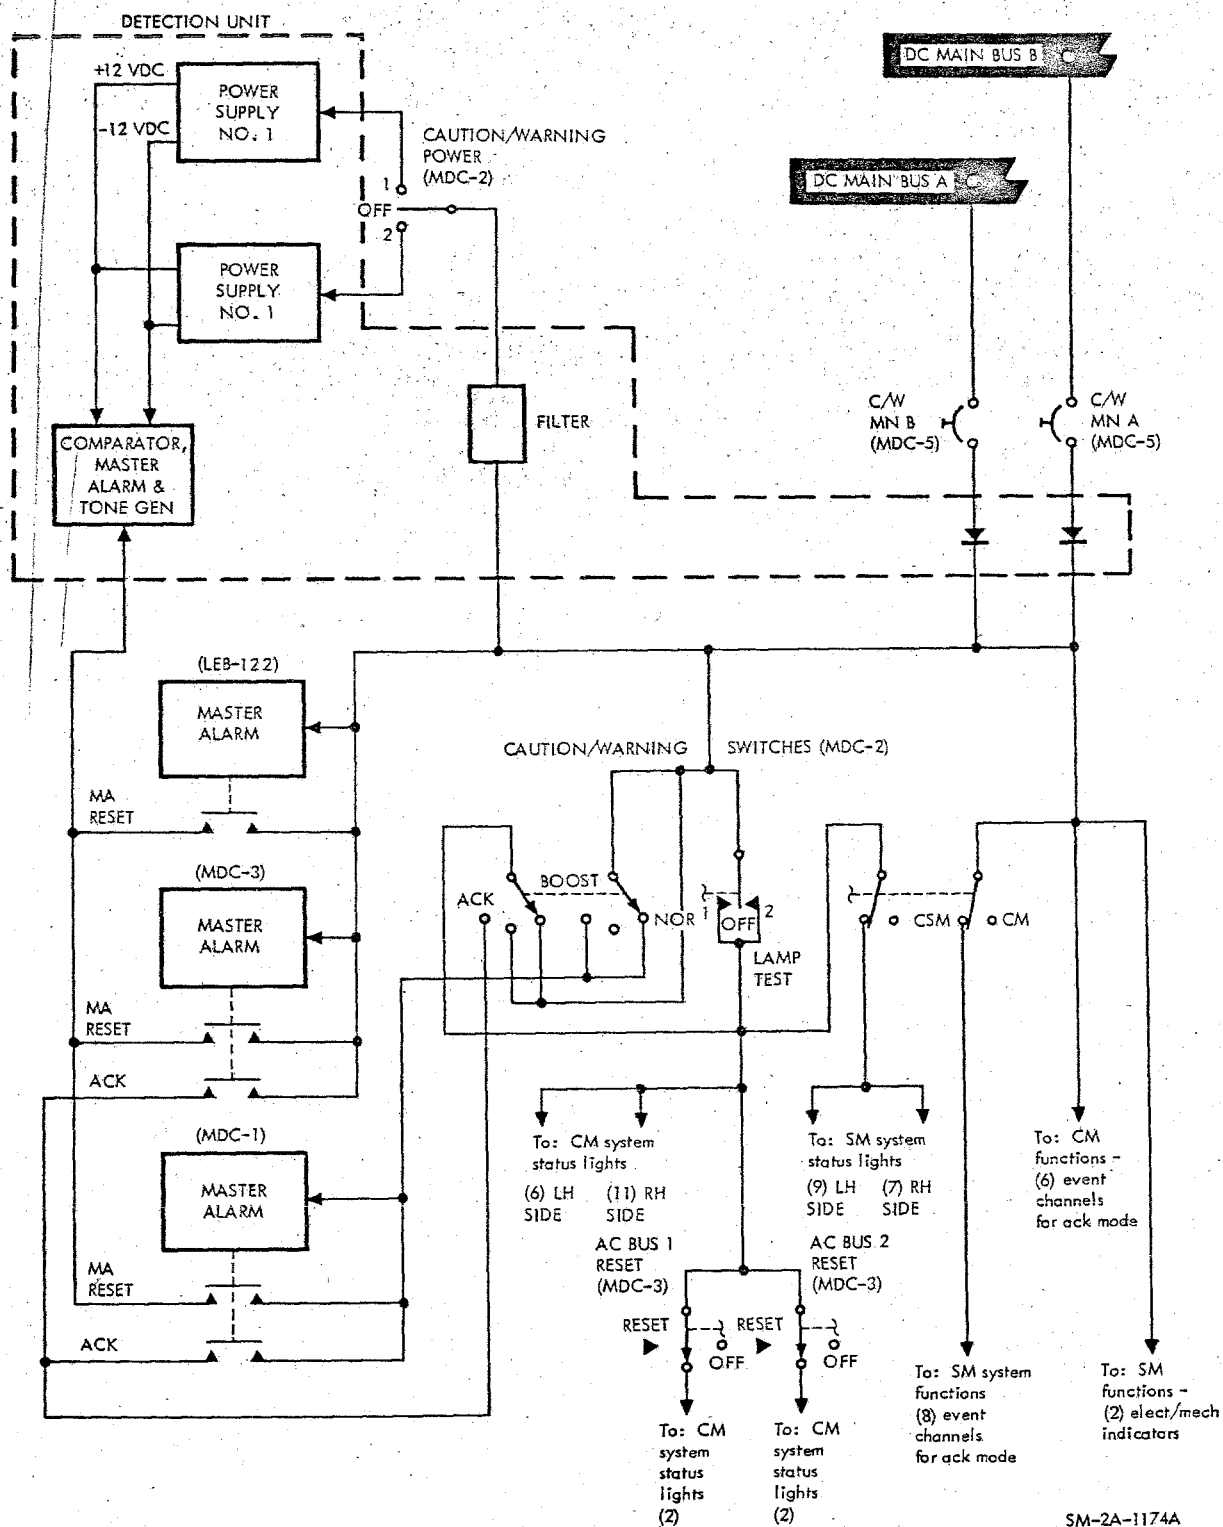 DETECTION UNIT
+12 VDC
-12 VDC
POWER
SUPPLY
NO. 1
CAUTION/WARNING
POWER
(MDC-2)
1
OFF
2
POWER
SUPPLY
NO. 1
DC MAIN BUS B
DC MAIN BUS A
COMPARATOR,
MASTER
ALARM &
TONE GEN
FILTER
C/W
MN B
(MDC-5)
C/W
MN A
(MDC-5)
(LEB-122)
MASTER
ALARM
MA
RESET
(MDC-3)
MASTER
ALARM
MA
RESET
ACK
(MDC-1)
MASTER
ALARM
MA
RESET
ACK
CAUTION/WARNING SWITCHES (MDC-2)
BOOST
ACK
NOR
1
2
OFF
LAMP
TEST
CSM
CM
To: CM system
status lights
(6) LH
SIDE
(11) RH
SIDE
To: SM system
status lights
(9) LH
SIDE
(7) RH
SIDE
To: CM
functions -
(6) event
channels
for ack mode
AC BUS 1
RESET
(MDC-3)
AC BUS 2
RESET
(MDC-3)
RESET
OFF
RESET
OFF
To: CM
system
status
lights
(2)
To: CM
system
status
lights
(2)
To: SM system
functions
(8) event
channels
for ack mode
To: SM
functions -
(2) elect/mech
indicators
SM-2A-1174A